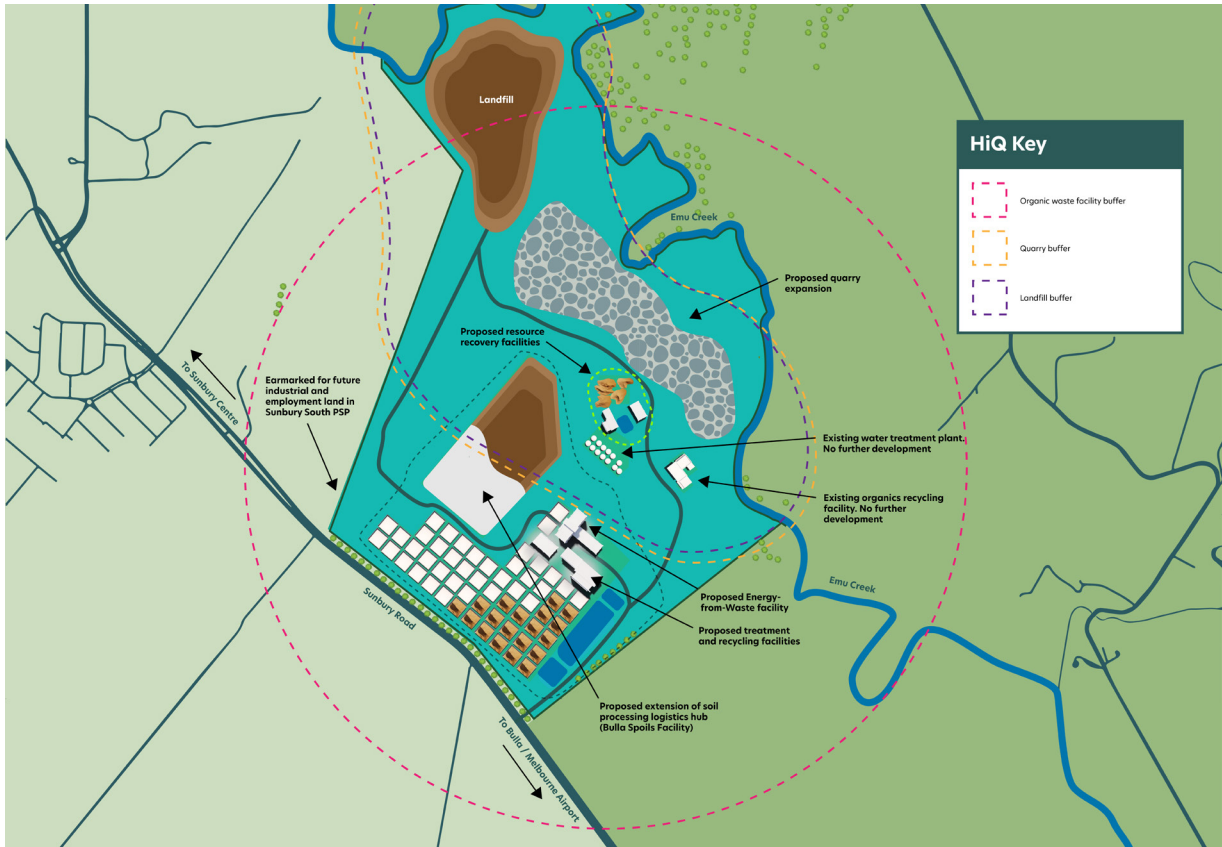 Landfill
HiQ Key
Organic waste facility buffer
Quarry buffer
Landfill buffer
Emu Creek
Proposed quarry
expansion
Proposed resource
recovery facilities
To Sunbury Centre
Earmarked for future
industrial and
employment land in
Sunbury South PSP
Existing water treatment plant.
No further development
Existing organics recycling
facility. No further
development
Emu Creek
Sunbury Road
Proposed Energy-
from-Waste facility
Proposed treatment
and recycling facilities
Proposed extension of soil
processing logistics hub
(Bulla Spoils Facility)
To Bulla / Melbourne Airport